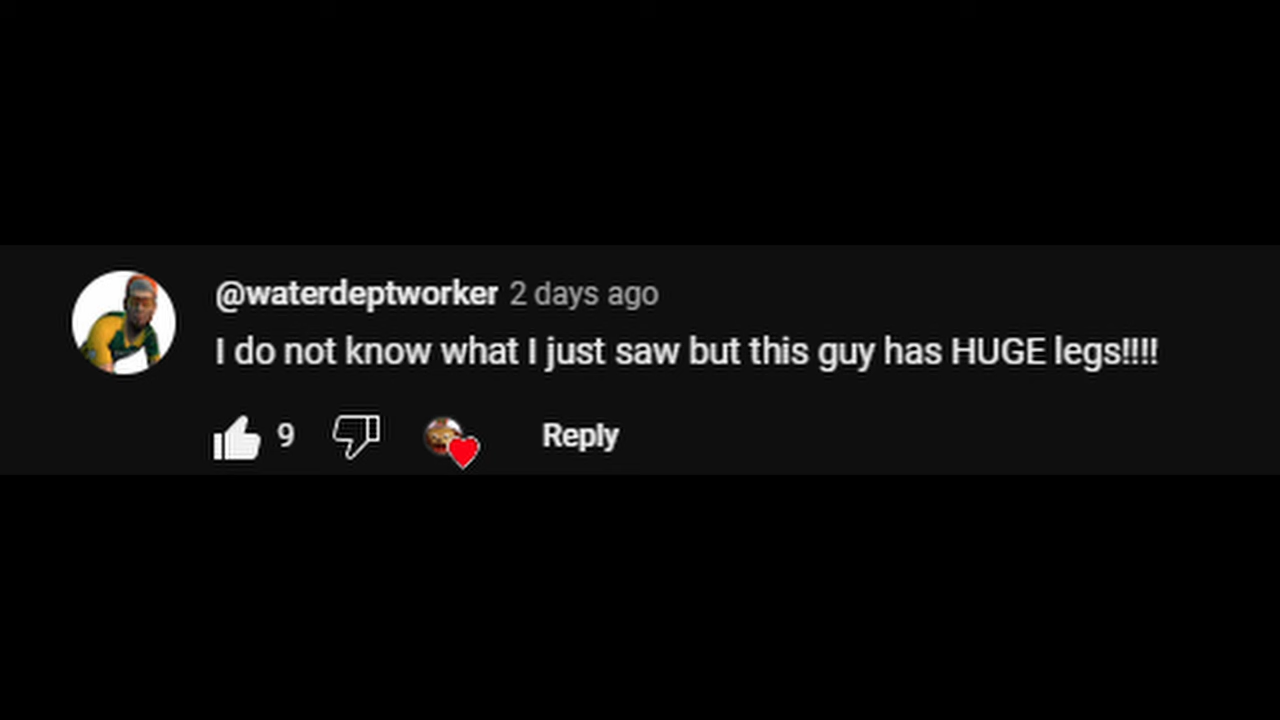 @waterdeptworker 2 days ago
I do not know what I just saw but this guy has HUGE legs!!!!
9 Reply